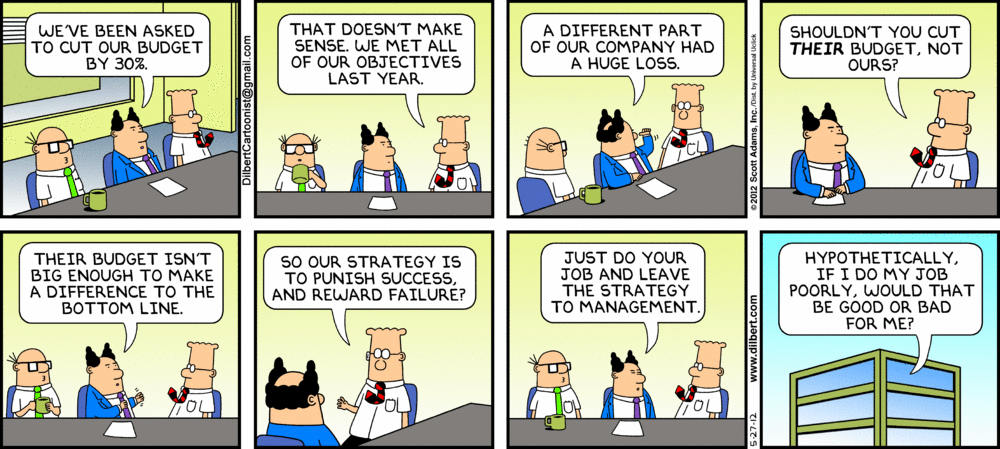 WE'VE BEEN ASKED
TO CUT OUR BUDGET
BY 30%.
DilbertCartoonist@gmail.com
THAT DOESN'T MAKE
SENSE. WE MET ALL
OF OUR OBJECTIVES
LAST YEAR.
A DIFFERENT PART
OF OUR COMPANY HAD
A HUGE LOSS.
©2012 Scott Adams, Inc. /Dist. by Universal Uclick
SHOULDN'T YOU CUT
THEIR BUDGET, NOT
OURS?
THEIR BUDGET ISN'T
BIG ENOUGH TO MAKE
A DIFFERENCE TO THE
BOTTOM LINE.
SO OUR STRATEGY IS
TO PUNISH SUCCESS,
AND REWARD FAILURE?
JUST DO YOUR
JOB AND LEAVE
THE STRATEGY
TO MANAGEMENT.
5-27-12 www.dilbert.com
HYPOTHETICALLY,
IF I DO MY JOB
POORLY, WOULD THAT
BE GOOD OR BAD
FOR ME?